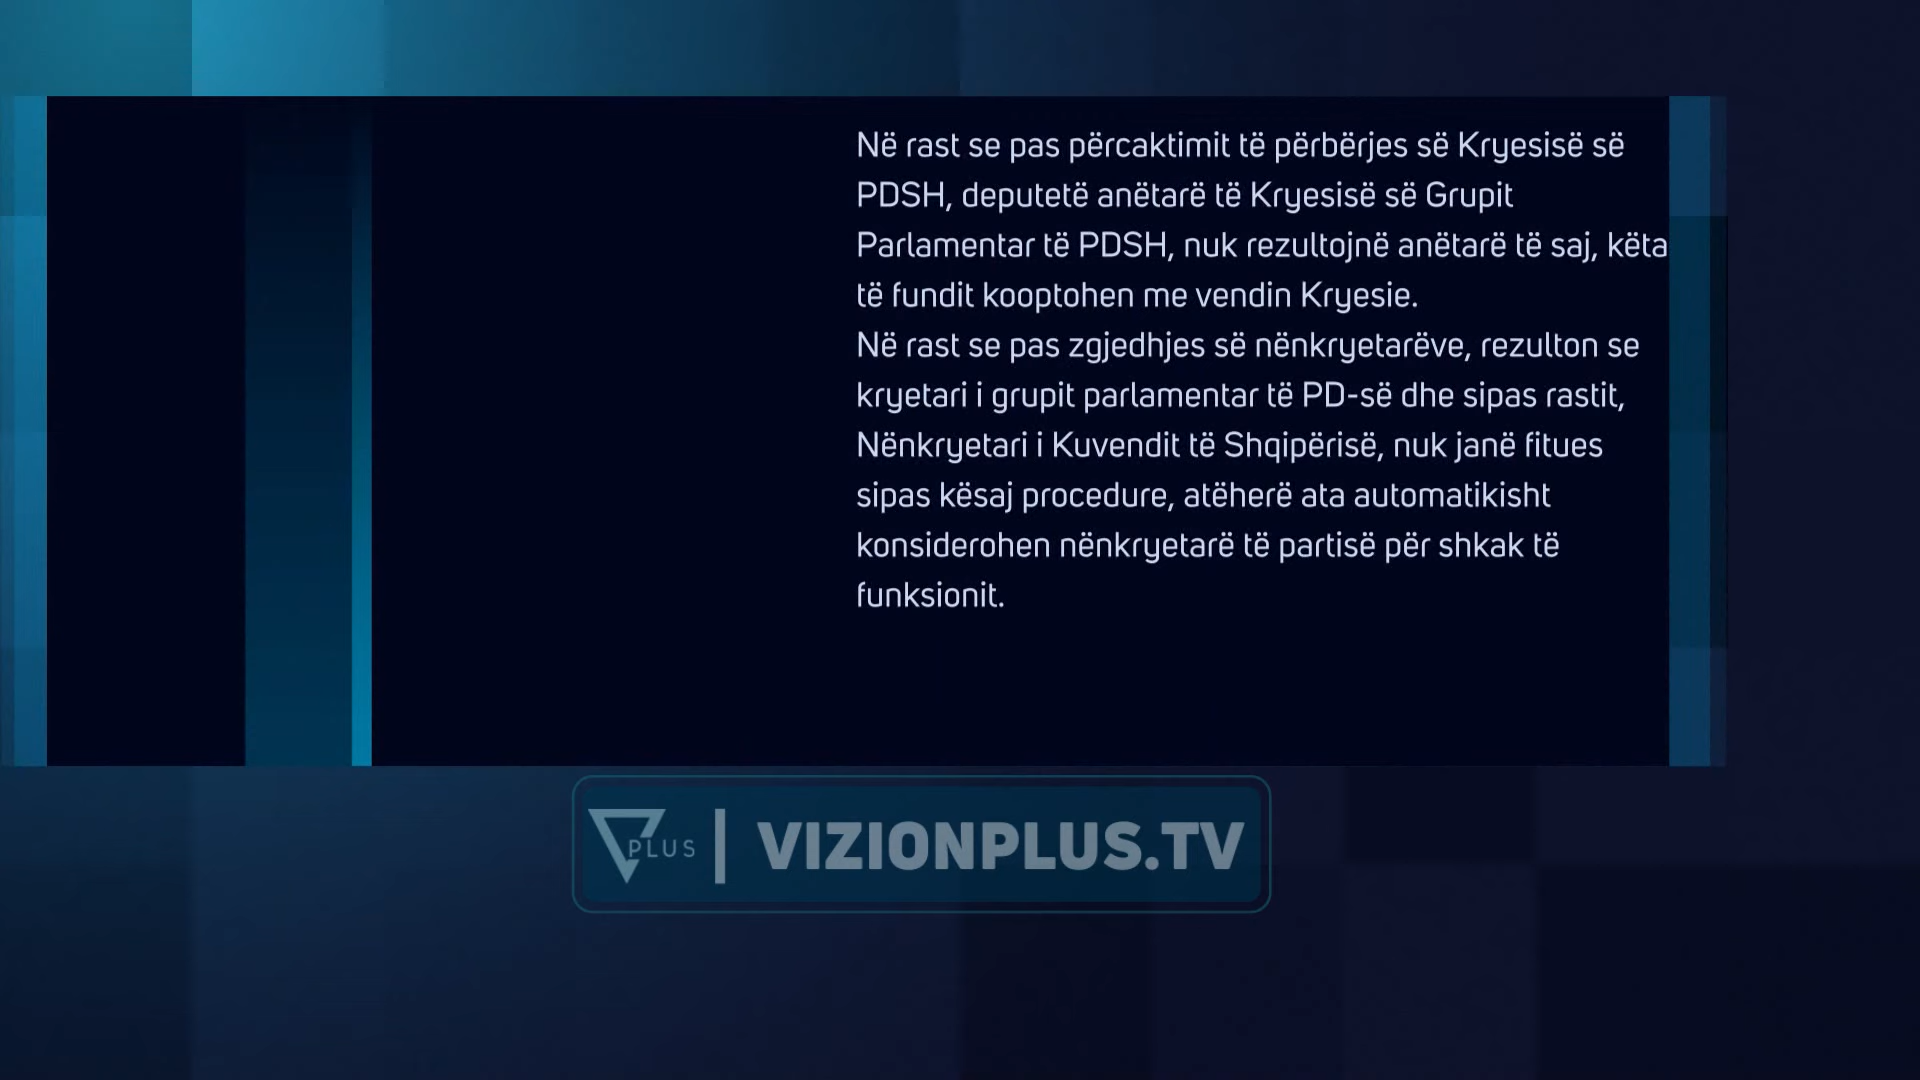 Në rast se pas përcaktimit të përbërjes së Kryesisë së
PDSH, deputetë anëtarë të Kryesisë së Grupit
Parlamentar të PDSH, nuk rezultojnë anëtarë të saj, këta
të fundit kooptohen me vendin Kryesie.
Në rast se pas zgjedhjes së nënkryetarëve, rezulton se
kryetari i grupit parlamentar të PD-së dhe sipas rastit,
Nënkryetari i Kuvendit të Shqipërisë, nuk janë fitues
sipas kësaj procedure, atëherë ata automatikisht
konsiderohen nënkryetarë të partisë për shkak të
funksionit.
PLUS | VIZIONPLUS.TV